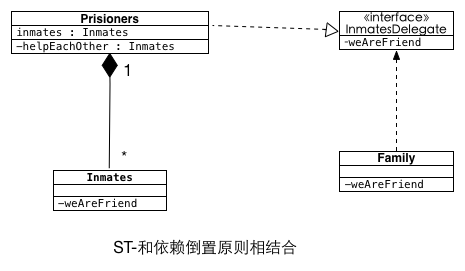 Prisioners
inmates : Inmates
−helpEachOther : Inmates
«interface»
InmatesDelegate
-weAreFriend
1
*
Inmates
−weAreFriend
Family
−weAreFriend
ST-和依赖倒置原则相结合